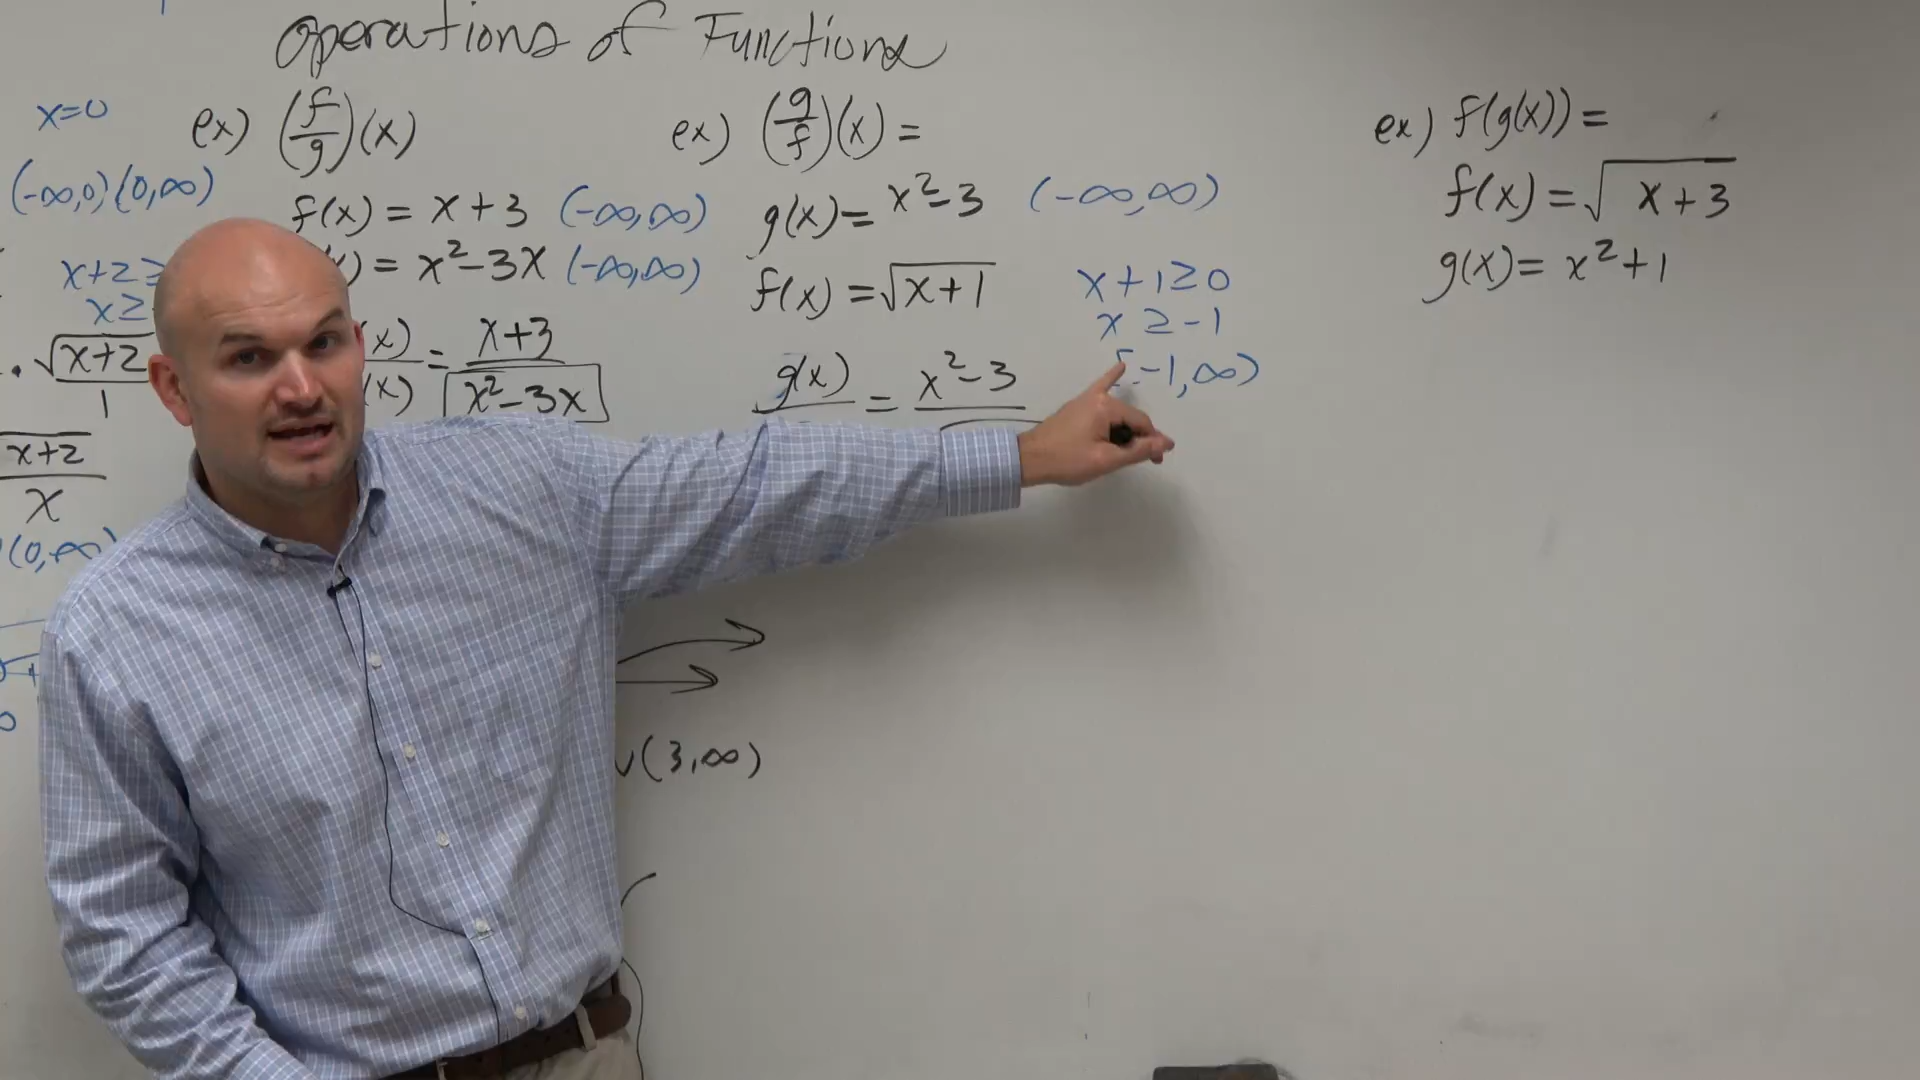 Operations of Functions
x=0
(-∞,0)(0,∞)
x+2≥
x≥
. √(x+2)
1
x+2
x
(0,∞)
ex) (f/g)(x)
f(x) = x+3 (-∞,∞)
) = x²-3x (-∞,∞)
x) = x+3
(x) x²-3x
∪(3,∞)
ex) (g/f)(x) =
g(x)= x²-3 (-∞,∞)
f(x) = √(x+1)
x+1≥0
x ≥ -1
[-1,∞)
g(x) = x²-3
ex) f(g(x)) =
f(x) = √(x+3)
g(x)= x²+1